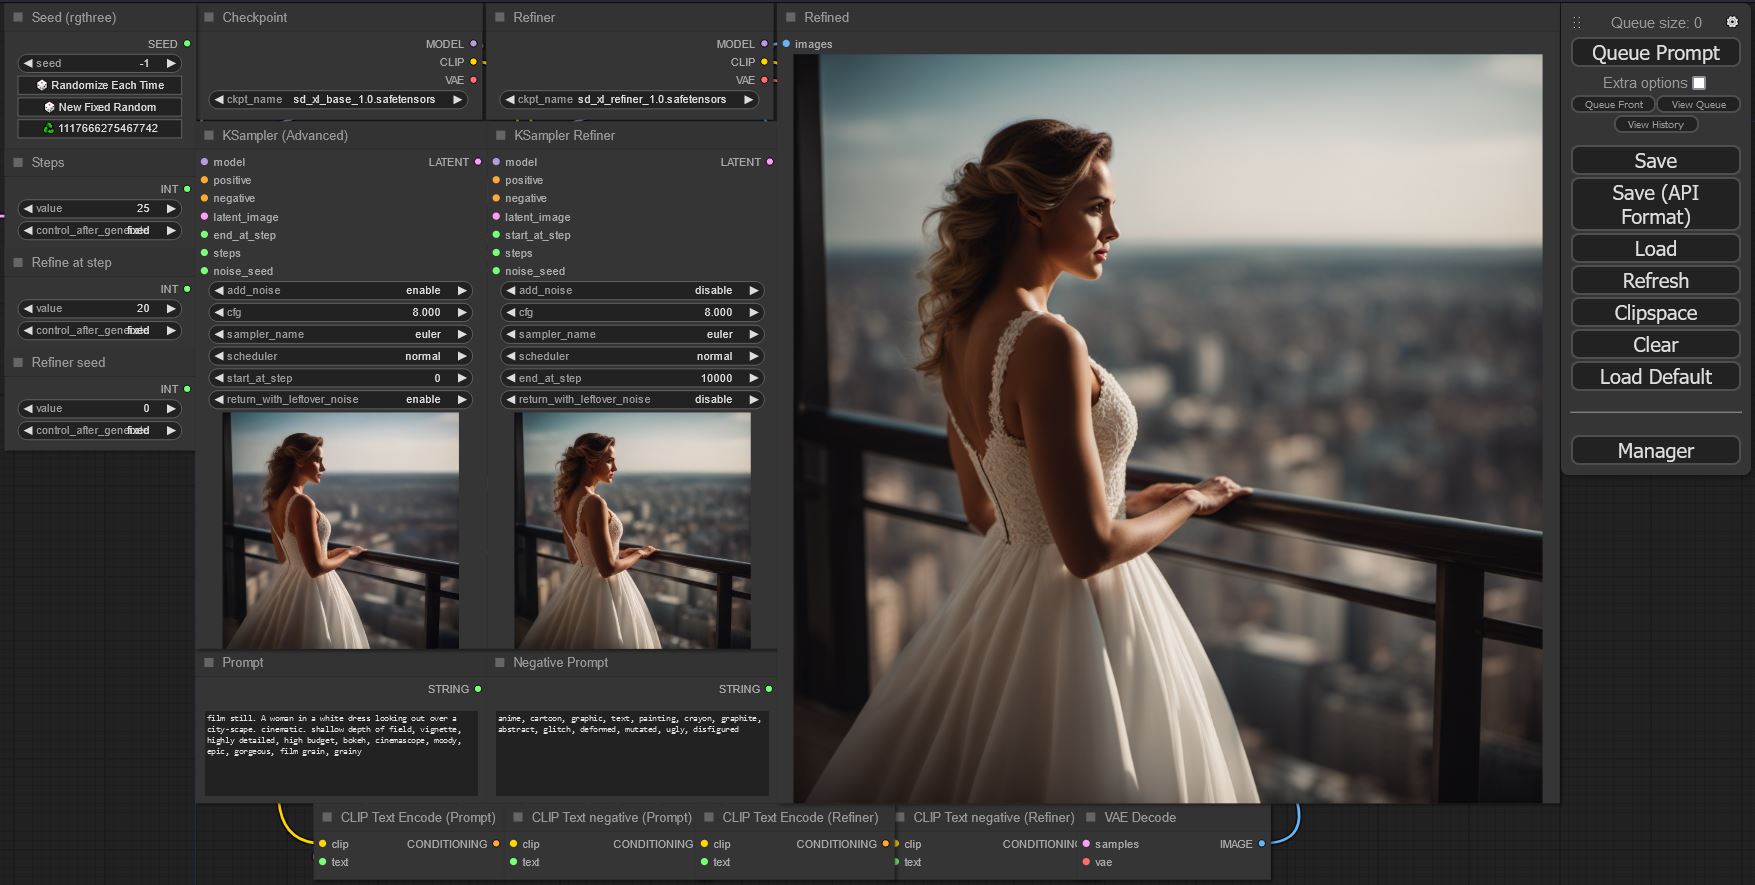 Seed (rgthree)
SEED
seed -1
Randomize Each Time
New Fixed Random
1117666275467742
Steps
INT
value 25
control_after_generate fixed
Refine at step
INT
value 20
control_after_generate fixed
Refiner seed
INT
value 0
control_after_generate fixed
Checkpoint
MODEL
CLIP
VAE
ckpt_name sd_xl_base_1.0.safetensors
Refiner
MODEL
CLIP
VAE
ckpt_name sd_xl_refiner_1.0.safetensors
KSampler (Advanced)
model LATENT
positive
negative
latent_image
end_at_step
steps
noise_seed
add_noise enable
cfg 8.000
sampler_name euler
scheduler normal
start_at_step 0
return_with_leftover_noise enable
KSampler Refiner
model LATENT
positive
negative
latent_image
start_at_step
steps
noise_seed
add_noise disable
cfg 8.000
sampler_name euler
scheduler normal
end_at_step 10000
return_with_leftover_noise disable
Prompt
STRING
film still. A woman in a white dress looking out over a
city-scape. cinematic. shallow depth of field, vignette,
highly detailed, high budget, bokeh, cinemascope, moody,
epic, gorgeous, film grain, grainy
Negative Prompt
STRING
anime, cartoon, graphic, text, painting, crayon, graphite,
abstract, glitch, deformed, mutated, ugly, disfigured
Refined
images
CLIP Text Encode (Prompt)
clip CONDITIONING
text
CLIP Text negative (Prompt)
clip CONDITIONING
text
CLIP Text Encode (Refiner)
clip CONDITIONING
text
CLIP Text negative (Refiner)
clip CONDITIONING
text
VAE Decode
samples IMAGE
vae
Queue size: 0
Queue Prompt
Extra options
Queue Front View Queue
View History
Save
Save (API
Format)
Load
Refresh
Clipspace
Clear
Load Default
Manager